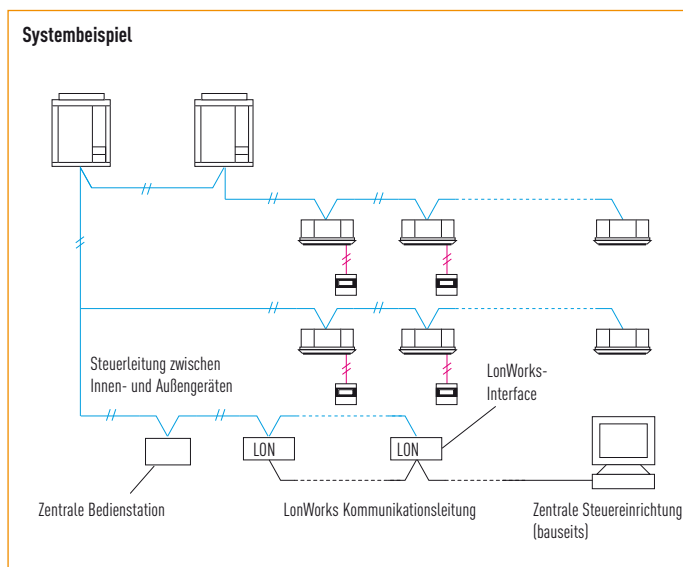 Systembeispiel
Steuerleitung zwischen
Innen- und Außengeräten
LonWorks-
Interface
LON
LON
Zentrale Bedienstation
LonWorks Kommunikationsleitung
Zentrale Steuereinrichtung
(bauseits)